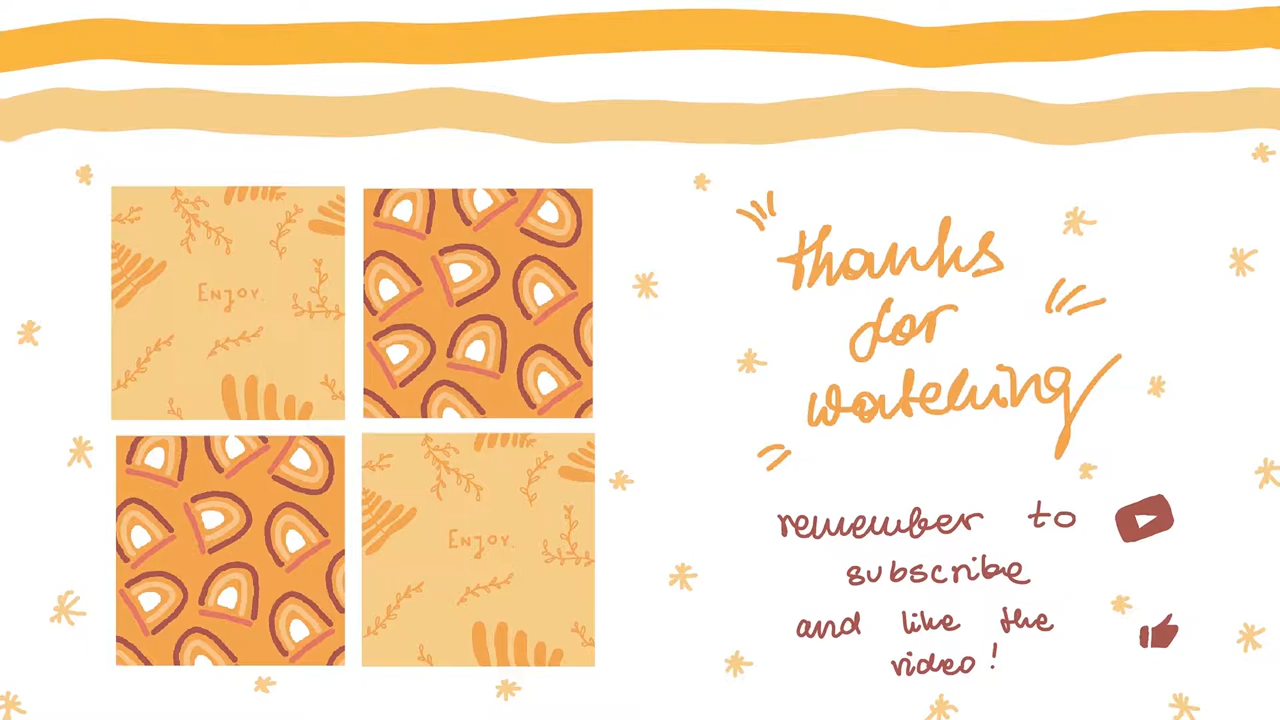 Enjoy.
thanks
for
watching
Enjoy.
remember to
subscribe
and like the
video!